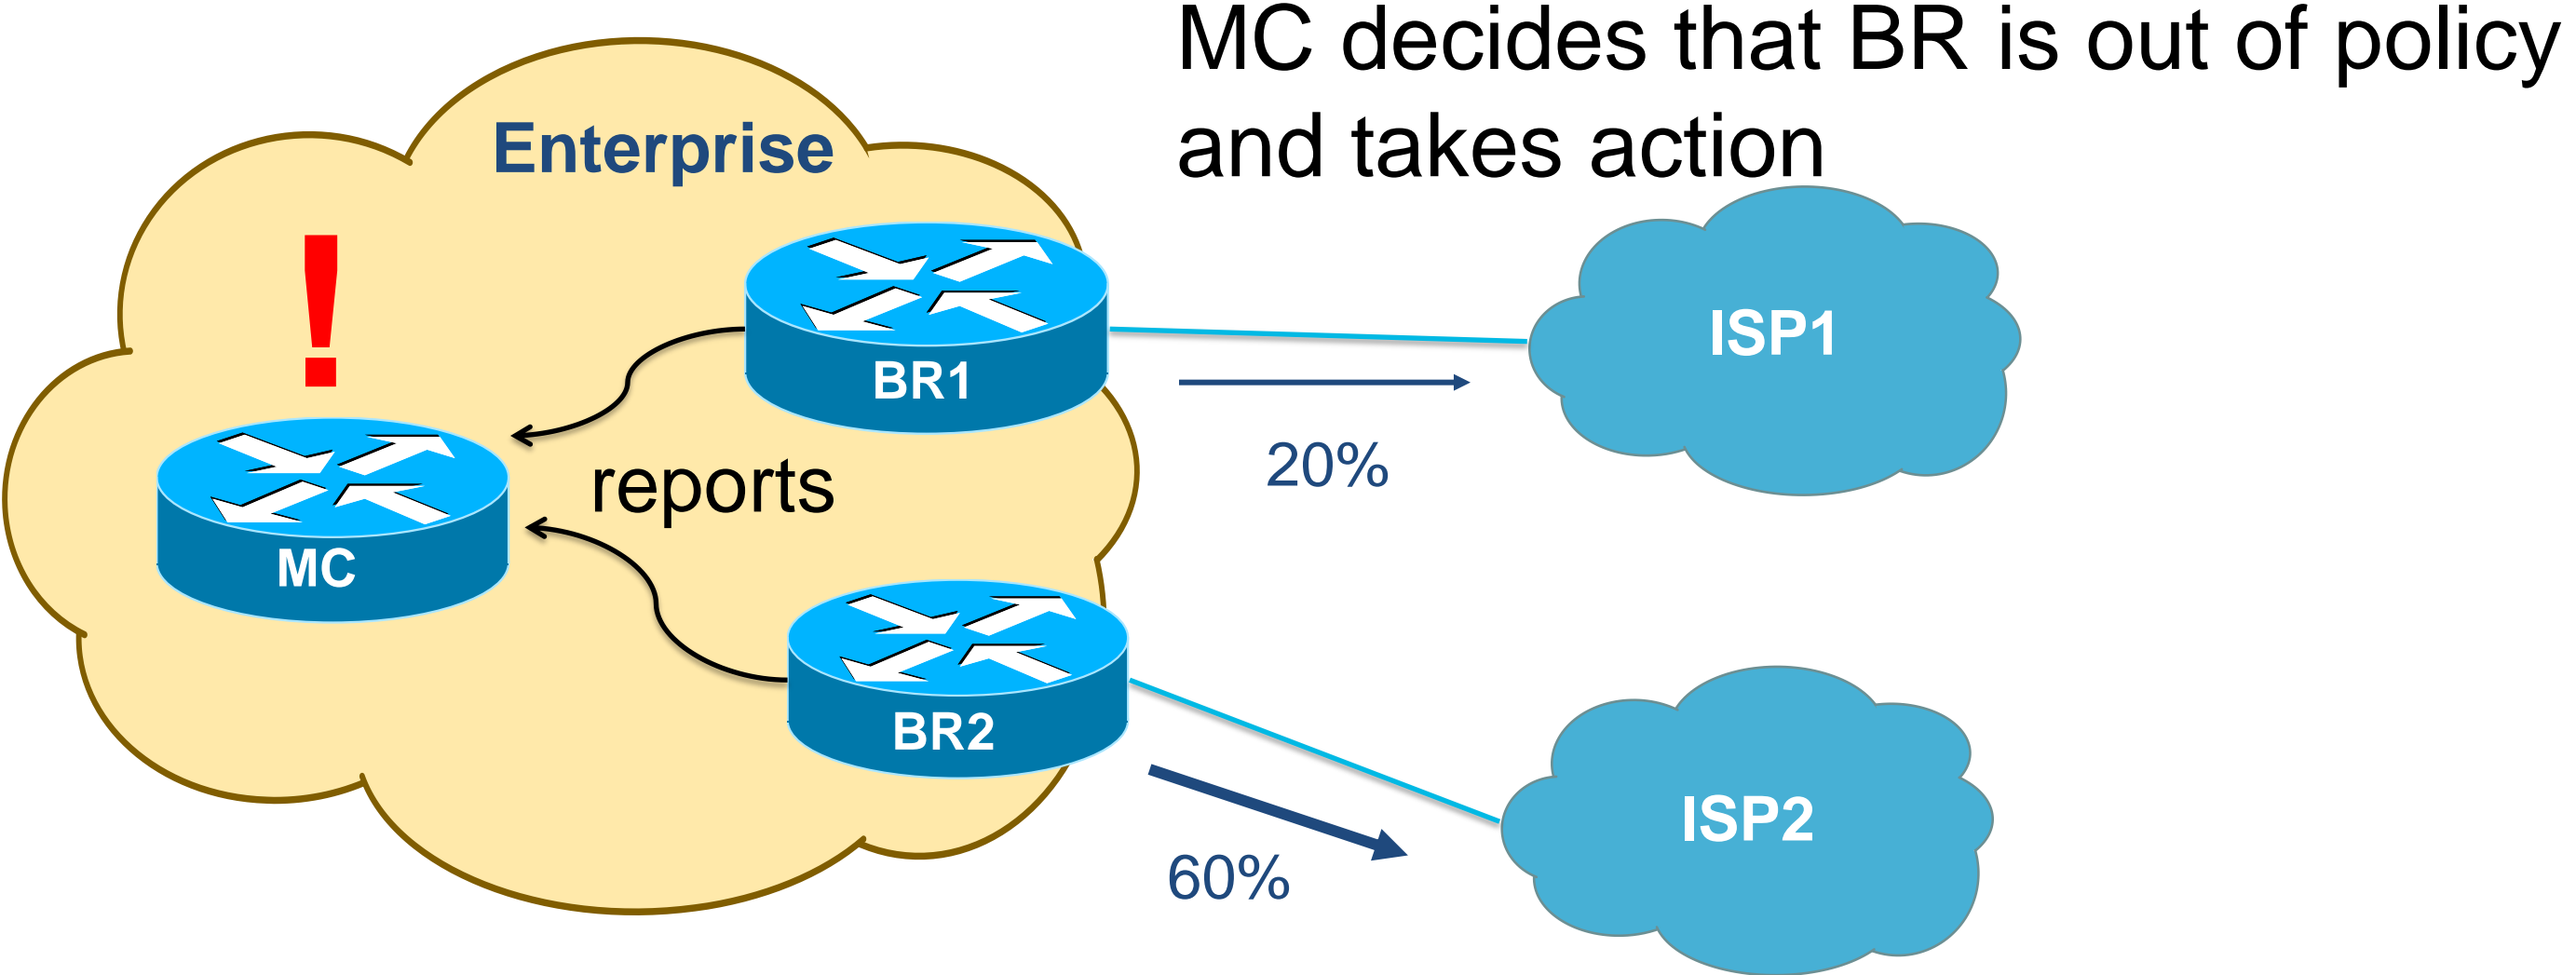 MC decides that BR is out of policy
and takes action
Enterprise
!
BR1
ISP1
20%
reports
MC
BR2
ISP2
60%